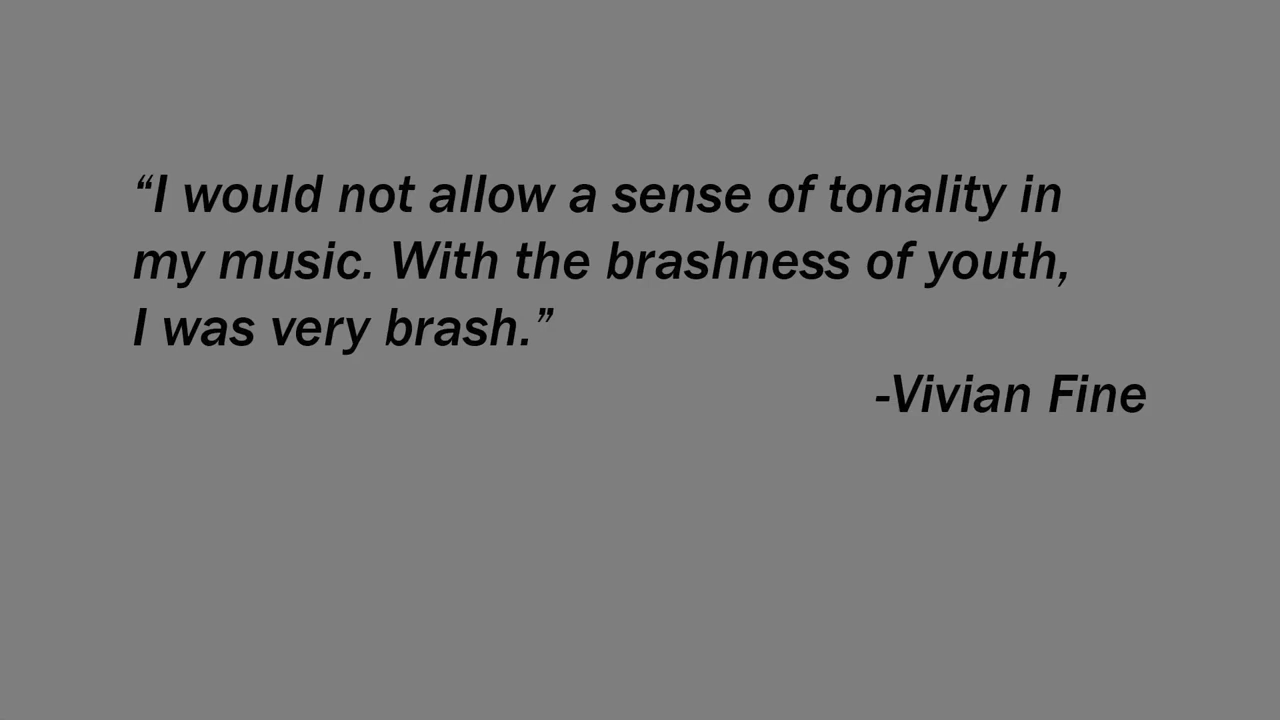 “I would not allow a sense of tonality in
my music. With the brashness of youth,
I was very brash.”
-Vivian Fine